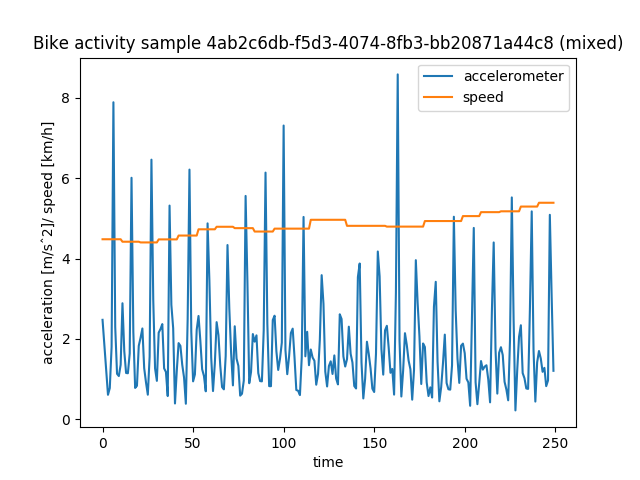 Bike activity sample 4ab2c6db-f5d3-4074-8fb3-bb20871a44c8 (mixed)
accelerometer
speed
acceleration [m/s^2]/ speed [km/h]
8
6
4
2
0
0 50 100 150 200 250
time